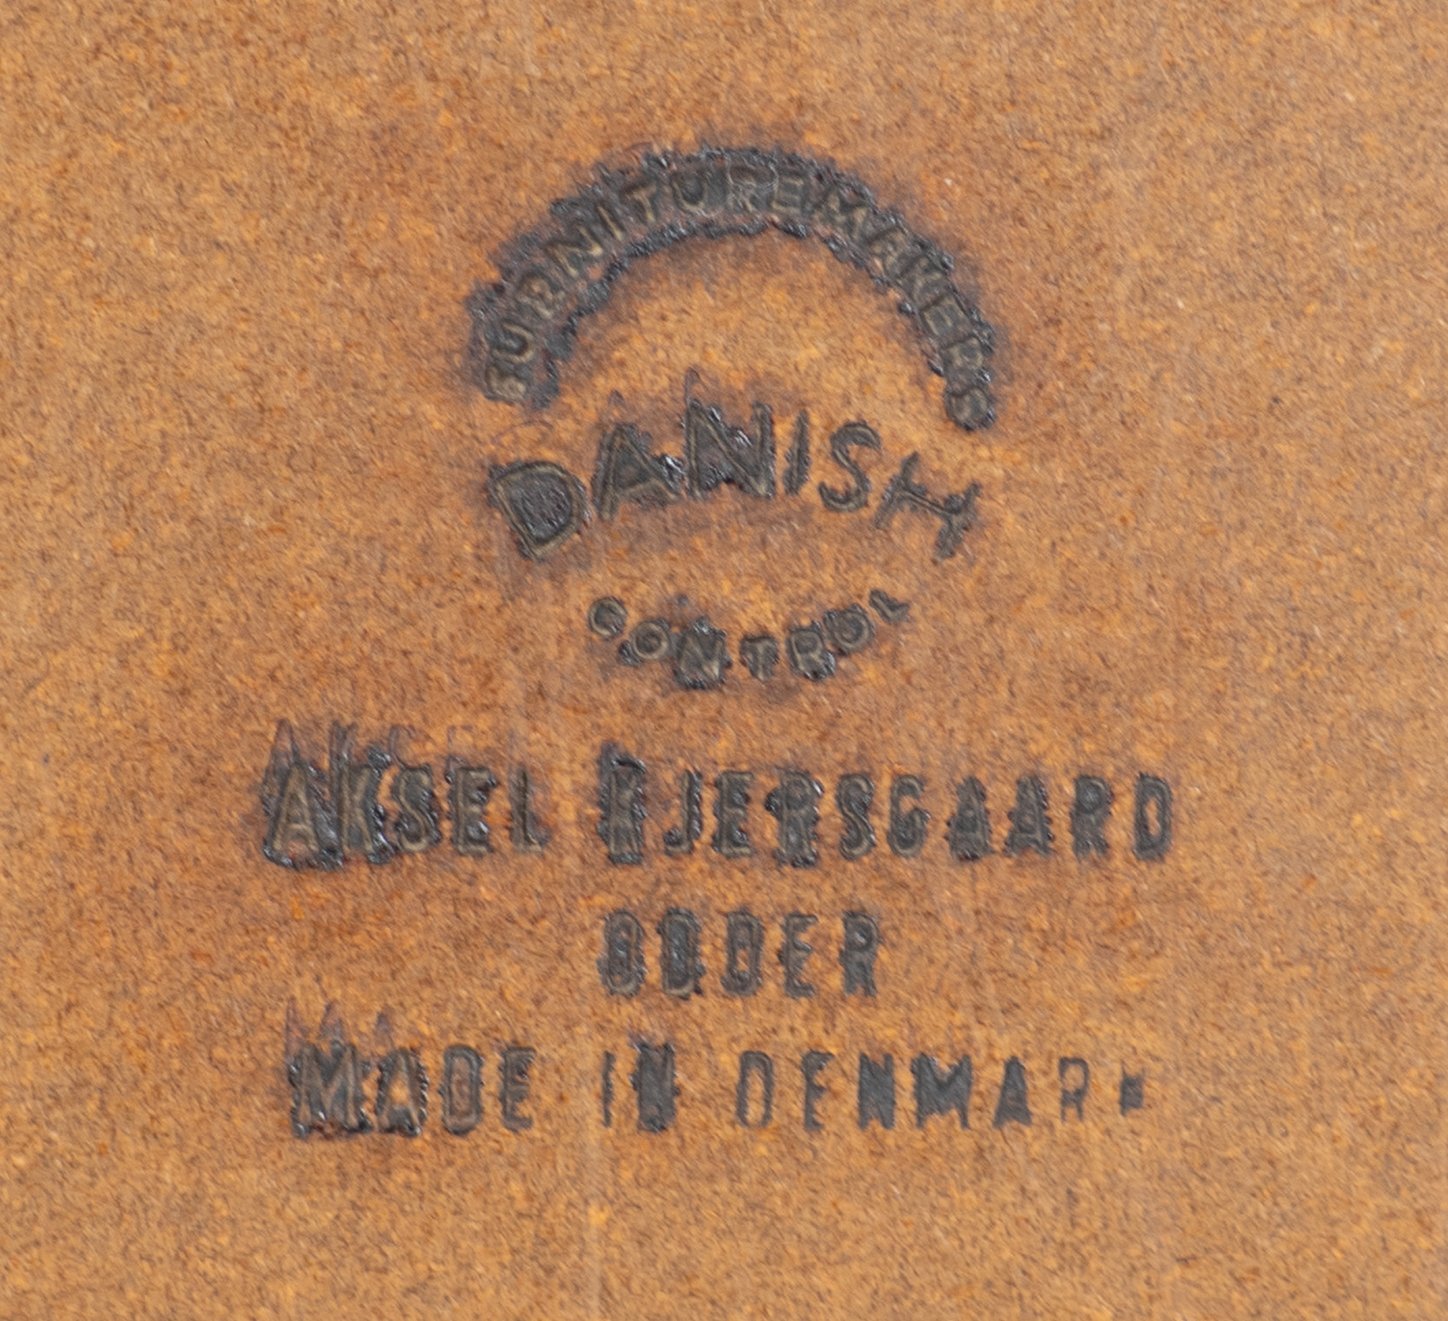 FURNITUREMAKERS
DANISH
CONTROL
AKSEL KJERSGAARD
ODDER
MADE IN DENMARK